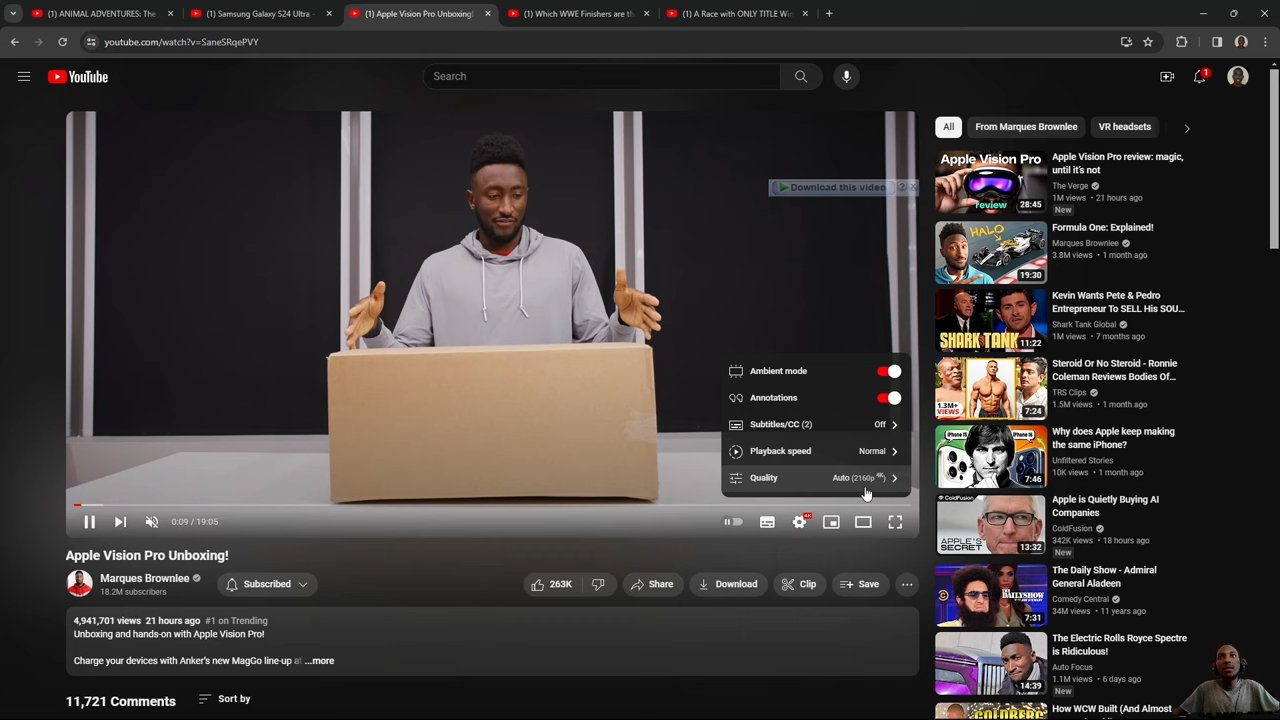 (1) ANIMAL ADVENTURES: The
(1) Samsung Galaxy S24 Ultra -
(1) Apple Vision Pro Unboxing!
(1) Which WWE Finishers are th
(1) A Race with ONLY TITLE Win
youtube.com/watch?v=SaneSRqePVY
YouTube
Search
1
Download this video
2 X
Ambient mode
Annotations
Subtitles/CC (2) Off
Playback speed Normal
Quality Auto (2160p 4K)
0:09 / 19:05
4K
Apple Vision Pro Unboxing!
Marques Brownlee
18.2M subscribers
Subscribed
263K
Share
Download
Clip
Save
4,941,701 views 21 hours ago #1 on Trending
Unboxing and hands-on with Apple Vision Pro!
Charge your devices with Anker's new MagGo line-up a ...more
11,721 Comments
Sort by
All
From Marques Brownlee
VR headsets
Apple Vision Pro
review
28:45
Apple Vision Pro review: magic,
until it's not
The Verge
1M views • 21 hours ago
New
HALO
19:30
Formula One: Explained!
Marques Brownlee
3.8M views • 1 month ago
SHARK TANK
11:22
Kevin Wants Pete & Pedro
Entrepreneur To SELL His SOU...
Shark Tank Global
1M views • 7 months ago
1.3M+
VIEWS
7:24
Steroid Or No Steroid - Ronnie
Coleman Reviews Bodies Of...
TRS Clips
1.5M views • 1 month ago
iPhone 15
iPhone 16
7:46
Why does Apple keep making
the same iPhone?
Unfiltered Stories
10K views • 1 month ago
ColdFusion
APPLE'S
SECRET
13:32
Apple is Quietly Buying AI
Companies
ColdFusion
342K views • 18 hours ago
New
THE DAILYSHOW
7:31
The Daily Show - Admiral
General Aladeen
Comedy Central
34M views • 11 years ago
14:39
The Electric Rolls Royce Spectre
is Ridiculous!
Auto Focus
1.1M views • 6 days ago
New
GOLDBERG
How WCW Built (And Almost